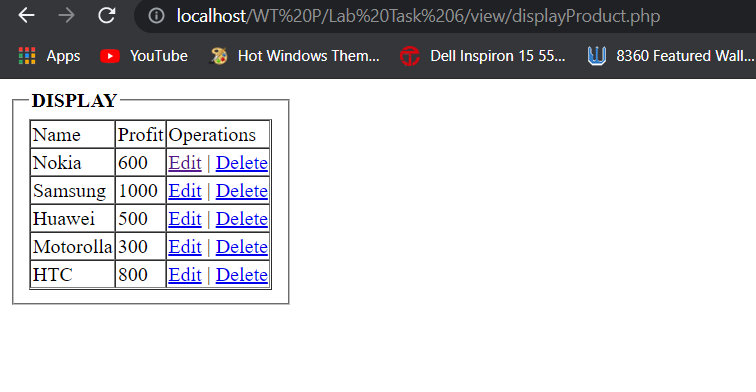 localhost/WT%20P/Lab%20Task%206/view/displayProduct.php
Apps YouTube Hot Windows Them... Dell Inspiron 15 55... 8360 Featured Wall...
DISPLAY
Name Profit Operations
Nokia 600 Edit | Delete
Samsung 1000 Edit | Delete
Huawei 500 Edit | Delete
Motorolla 300 Edit | Delete
HTC 800 Edit | Delete